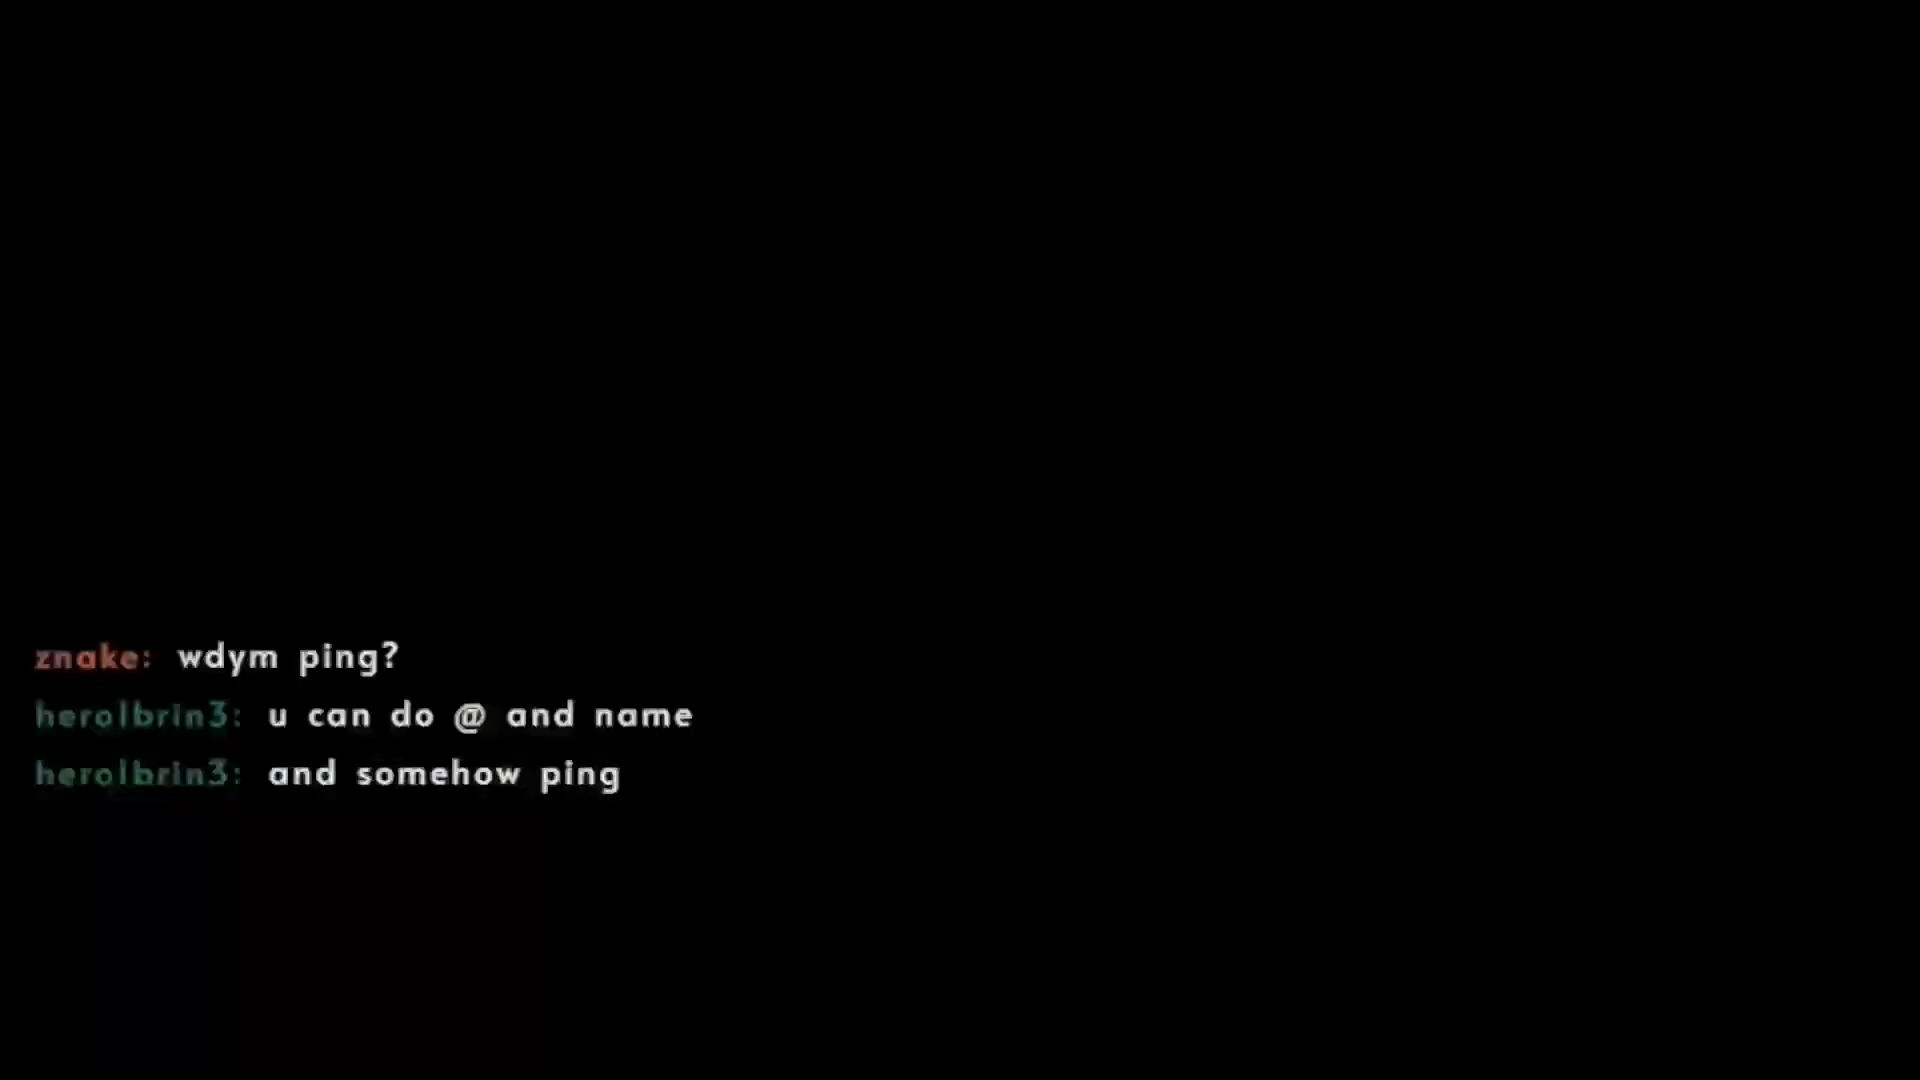 znake: wdym ping?
herolbrin3: u can do @ and name
herolbrin3: and somehow ping